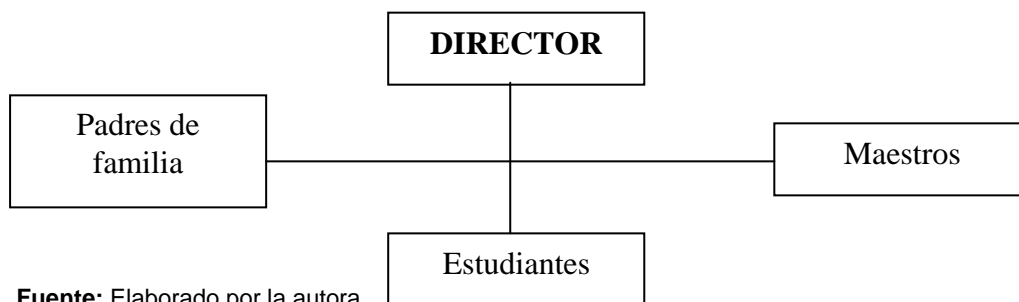 DIRECTOR
Padres de
familia
Maestros
Estudiantes
Fuente: Elaborado por la autora